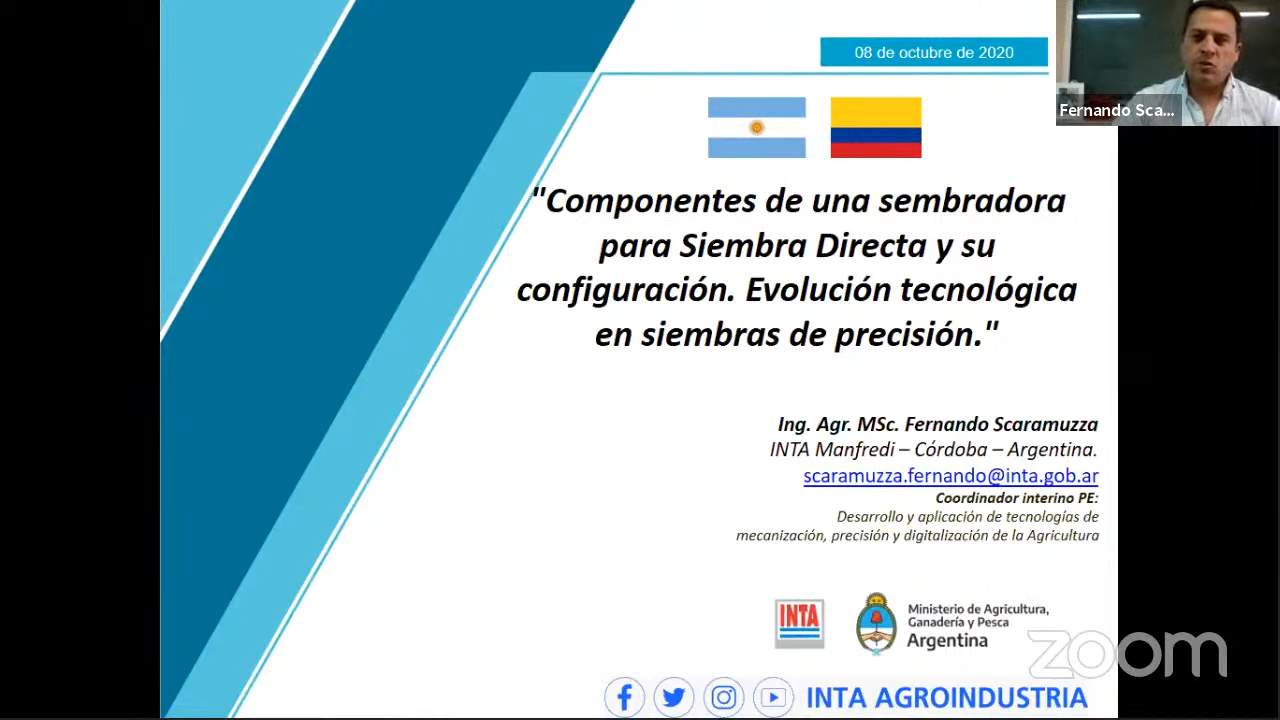 08 de octubre de 2020
Fernando Sca...
"Componentes de una sembradora
para Siembra Directa y su
configuración. Evolución tecnológica
en siembras de precisión."
Ing. Agr. MSc. Fernando Scaramuzza
INTA Manfredi – Córdoba – Argentina.
scaramuzza.fernando@inta.gob.ar
Coordinador interino PE:
Desarrollo y aplicación de tecnologías de
mecanización, precisión y digitalización de la Agricultura
INTA
Ministerio de Agricultura,
Ganadería y Pesca
Argentina
zoom
INTA AGROINDUSTRIA